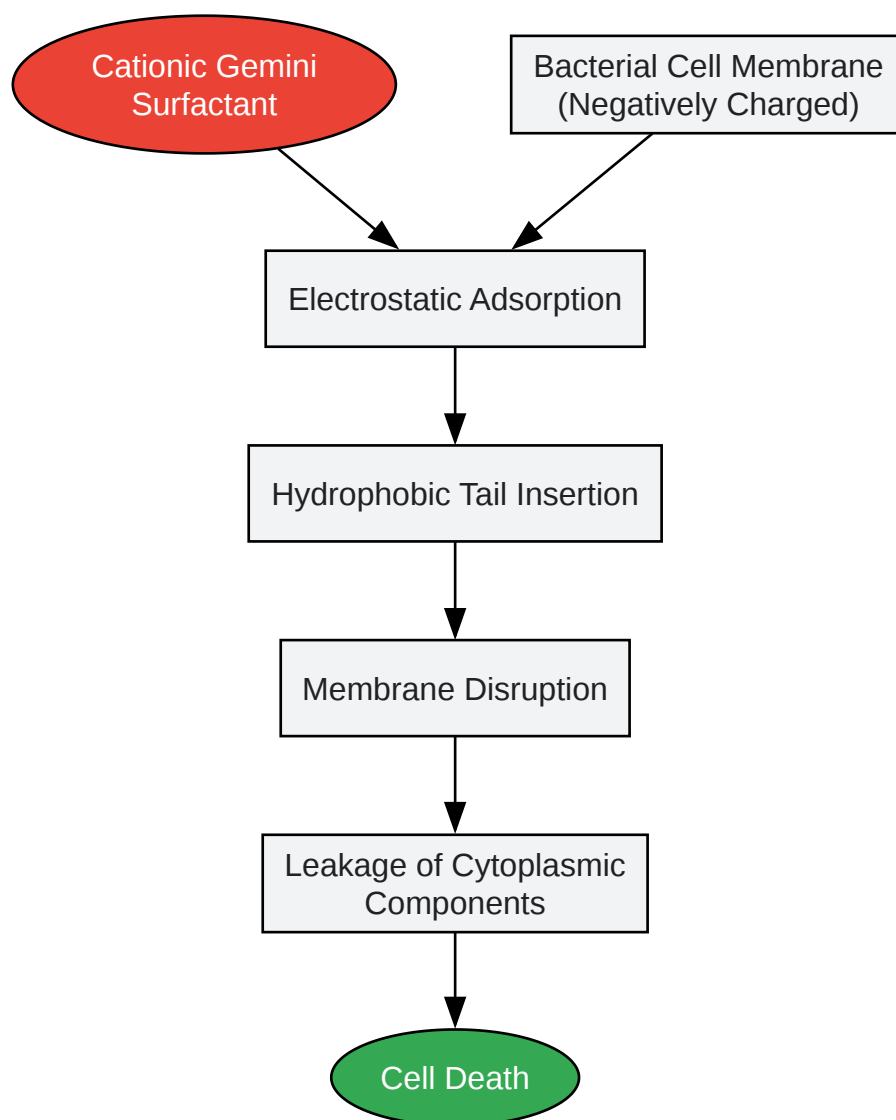 Cationic Gemini
Surfactant
Bacterial Cell Membrane
(Negatively Charged)
Electrostatic Adsorption
Hydrophobic Tail Insertion
Membrane Disruption
Leakage of Cytoplasmic
Components
Cell Death